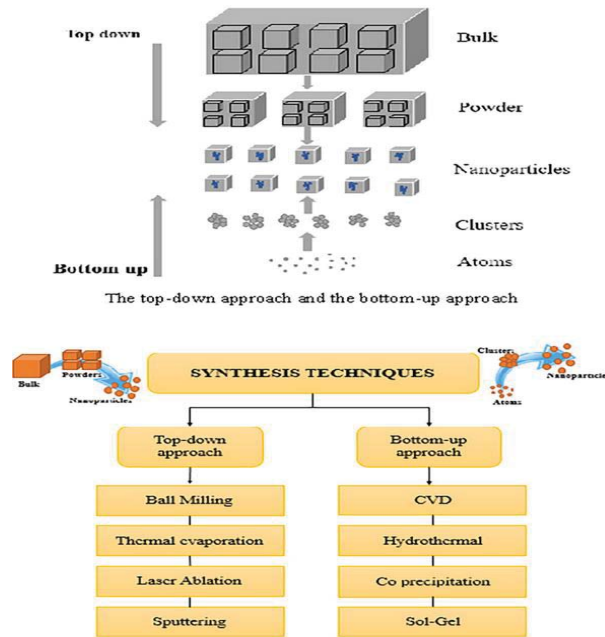 Top down
Bulk
Powder
Nanoparticles
Clusters
Bottom up
Atoms
The top-down approach and the bottom-up approach
Bulk
Powders
Nanoparticles
SYNTHESIS TECHNIQUES
Clusters
Nanoparticle
Atoms
Top-down
approach
Bottom-up
approach
Ball Milling
CVD
Thermal evaporation
Hydrothermal
Laser Ablation
Co precipitation
Sputtering
Sol-Gel